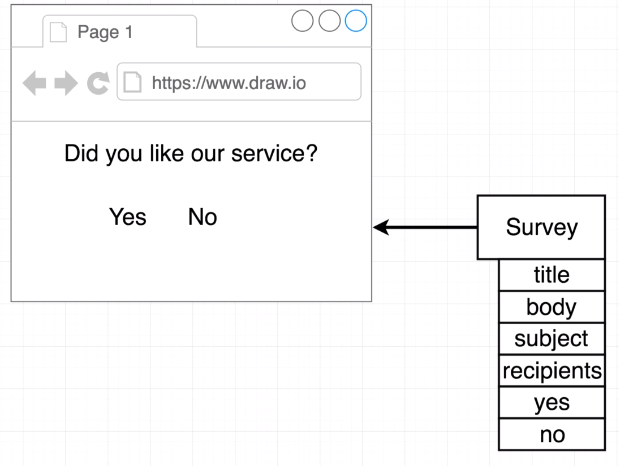 Page 1
https://www.draw.io
Did you like our service?
Yes No
Survey
title
body
subject
recipients
yes
no